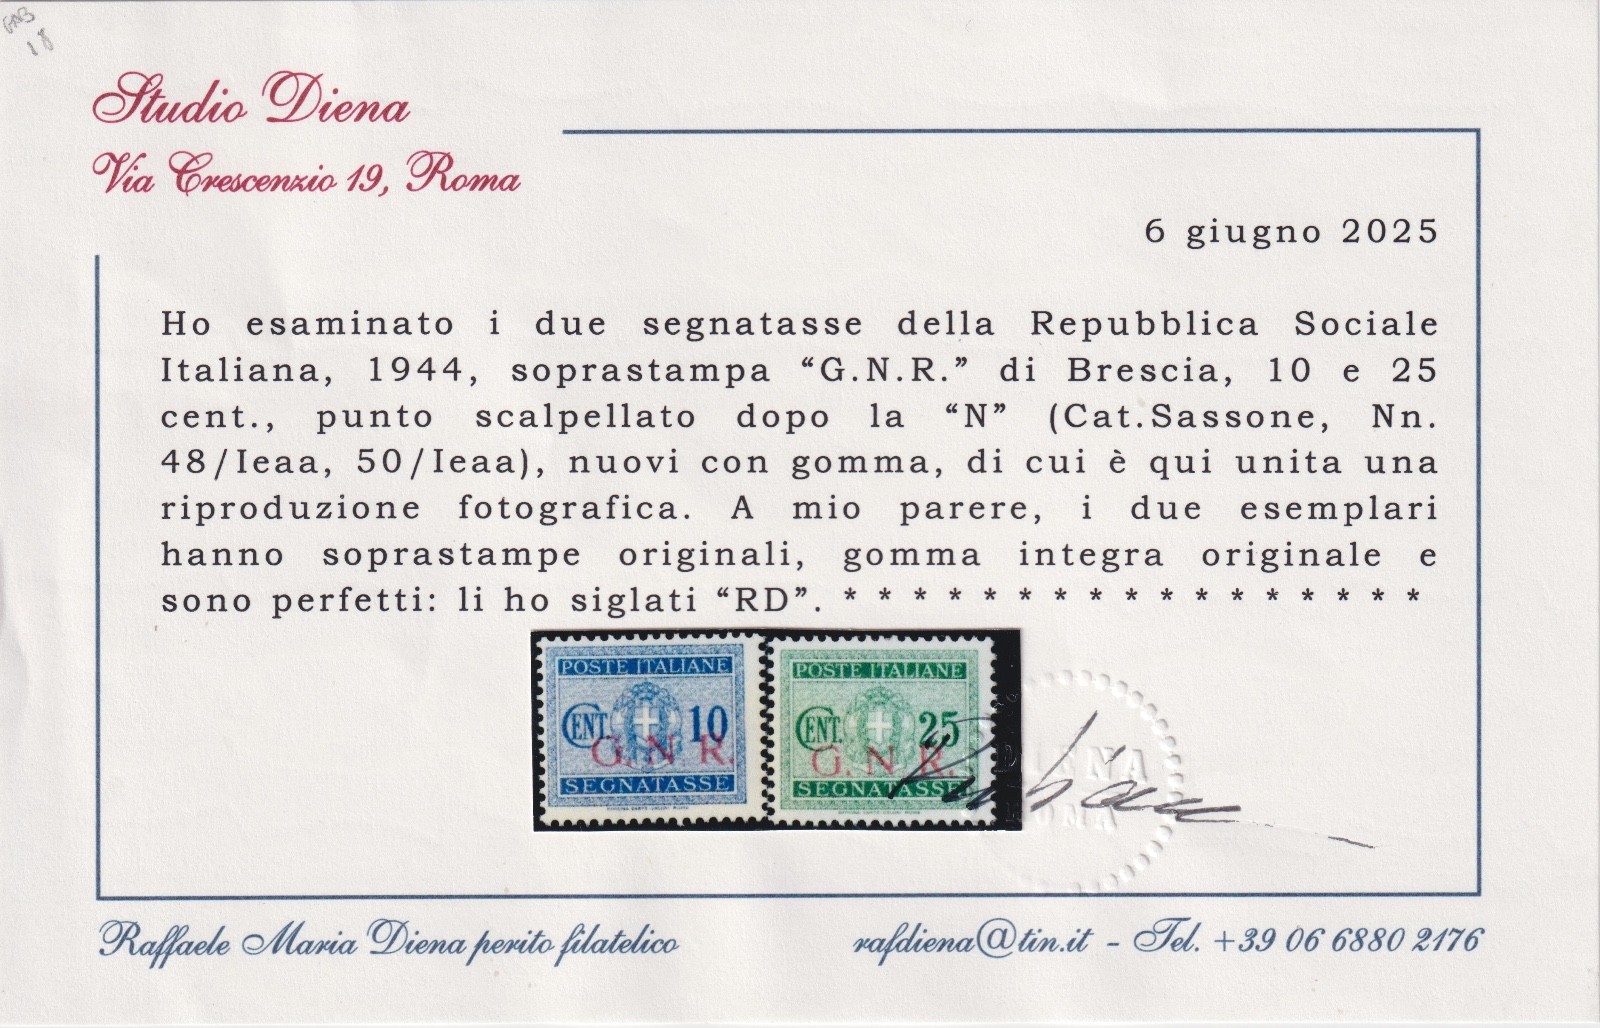 Studio Diena
Via Crescenzio 19, Roma
6 giugno 2025
Ho esaminato i due segnatasse della Repubblica Sociale
Italiana, 1944, soprastampa “G.N.R.” di Brescia, 10 e 25
cent., punto scalpellato dopo la “N” (Cat.Sassone, Nn.
48/Ieaa, 50/Ieaa), nuovi con gomma, di cui è qui unita una
riproduzione fotografica. A mio parere, i due esemplari
hanno soprastampe originali, gomma integra originale e
sono perfetti: li ho siglati “RD”. * * * * * * * * * * * * * * * * *
POSTE ITALIANE
CENT. 10
G. N R.
SEGNATASSE
POSTE ITALIANE
CENT. 25
G. N R.
SEGNATASSE
DIENA
ROMA
Raffaele Maria Diena perito filatelico
rafdiena@tin.it - Tel. +39 06 6880 2176